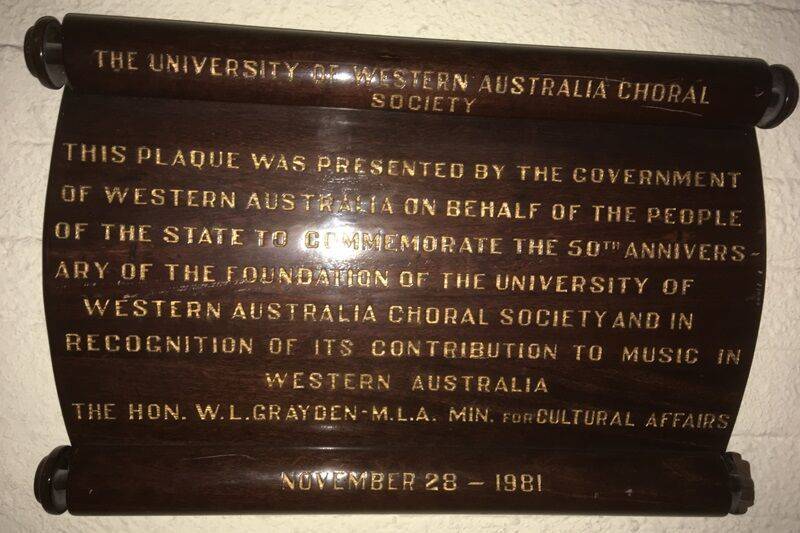 THE UNIVERSITY OF WESTERN AUSTRALIA CHORAL
SOCIETY
THIS PLAQUE WAS PRESENTED BY THE GOVERNMENT
OF WESTERN AUSTRALIA ON BEHALF OF THE PEOPLE
OF THE STATE TO COMMEMORATE THE 50TH ANNIVERS-
ARY OF THE FOUNDATION OF THE UNIVERSITY OF
WESTERN AUSTRALIA CHORAL SOCIETY AND IN
RECOGNITION OF ITS CONTRIBUTION TO MUSIC IN
WESTERN AUSTRALIA
THE HON. W.L.GRAYDEN-M.L.A. MIN. FOR CULTURAL AFFAIRS
NOVEMBER 28 - 1981